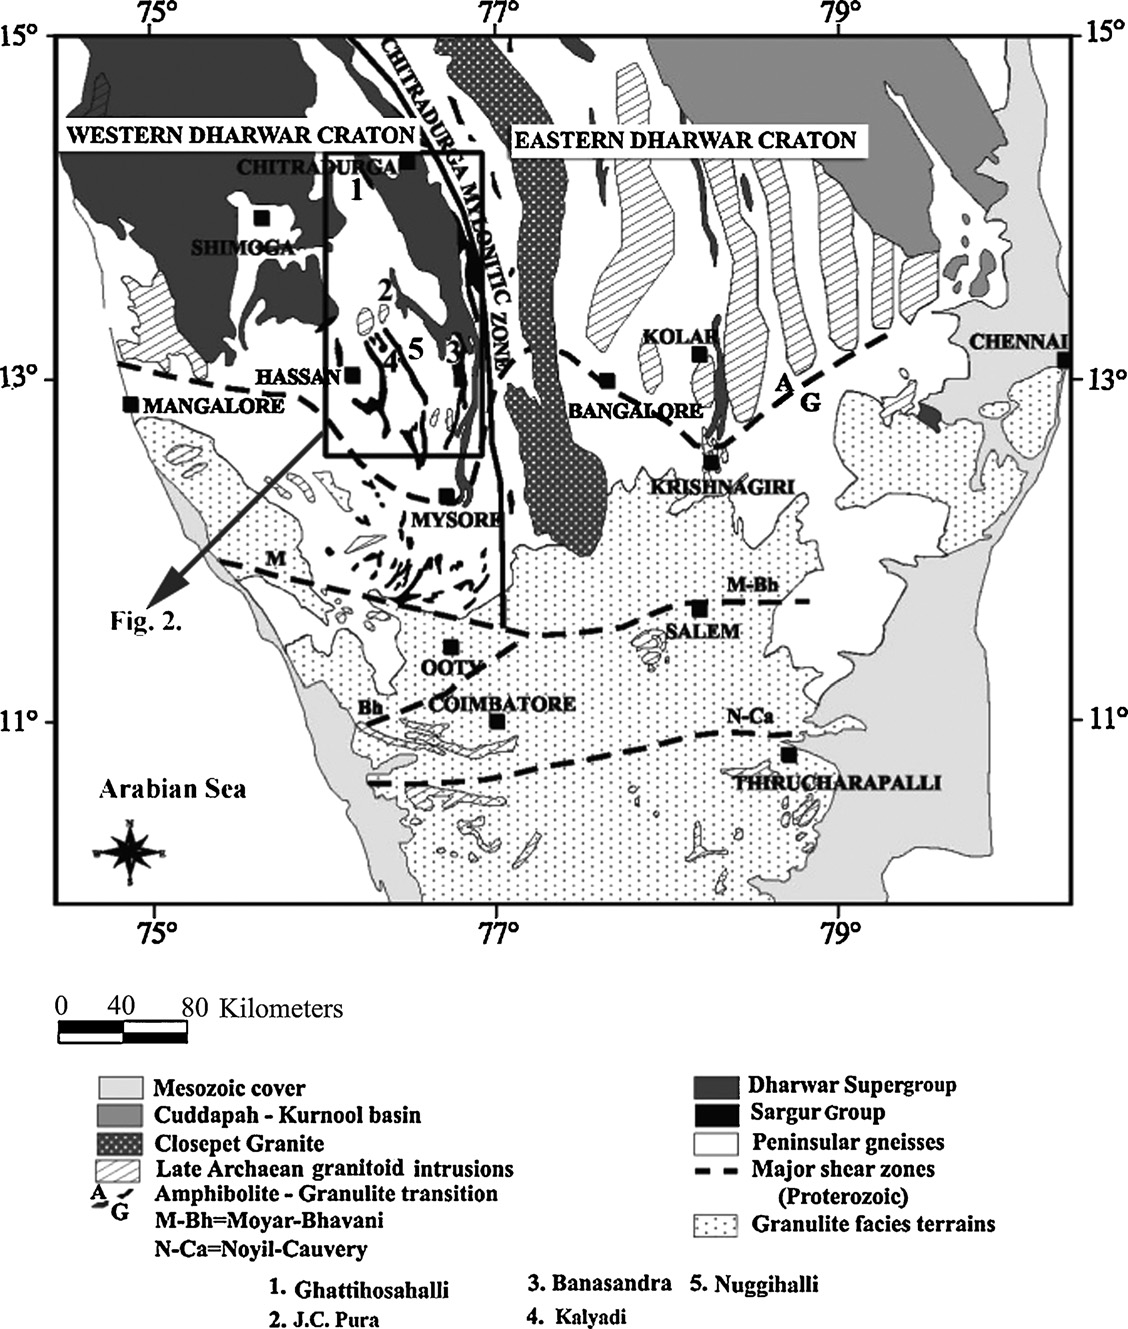 75° 77° 79°
15° 15°
WESTERN DHARWAR CRATON
EASTERN DHARWAR CRATON
CHITRADURGA MYLONITIC ZONE
CHITRADURGA
1
SHIMOGA
2
5
3
4
KOLAR
CHENNAI
13° 13°
HASSAN
A
G
MANGALORE
BANGALORE
KRISHNAGIRI
MYSORE
M
M-Bh
Fig. 2.
SALEM
OOTY
Bh
COIMBATORE
11° 11°
N-Ca
THIRUCHARAPALLI
Arabian Sea
N
W E
S
75° 77° 79°
0 40 80 Kilometers
Mesozoic cover
Cuddapah - Kurnool basin
Closepet Granite
Late Archaean granitoid intrusions
A G Amphibolite - Granulite transition
M-Bh=Moyar-Bhavani
N-Ca=Noyil-Cauvery
Dharwar Supergroup
Sargur Group
Peninsular gneisses
Major shear zones
(Proterozoic)
Granulite facies terrains
1. Ghattihosahalli
2. J.C. Pura
3. Banasandra
4. Kalyadi
5. Nuggihalli